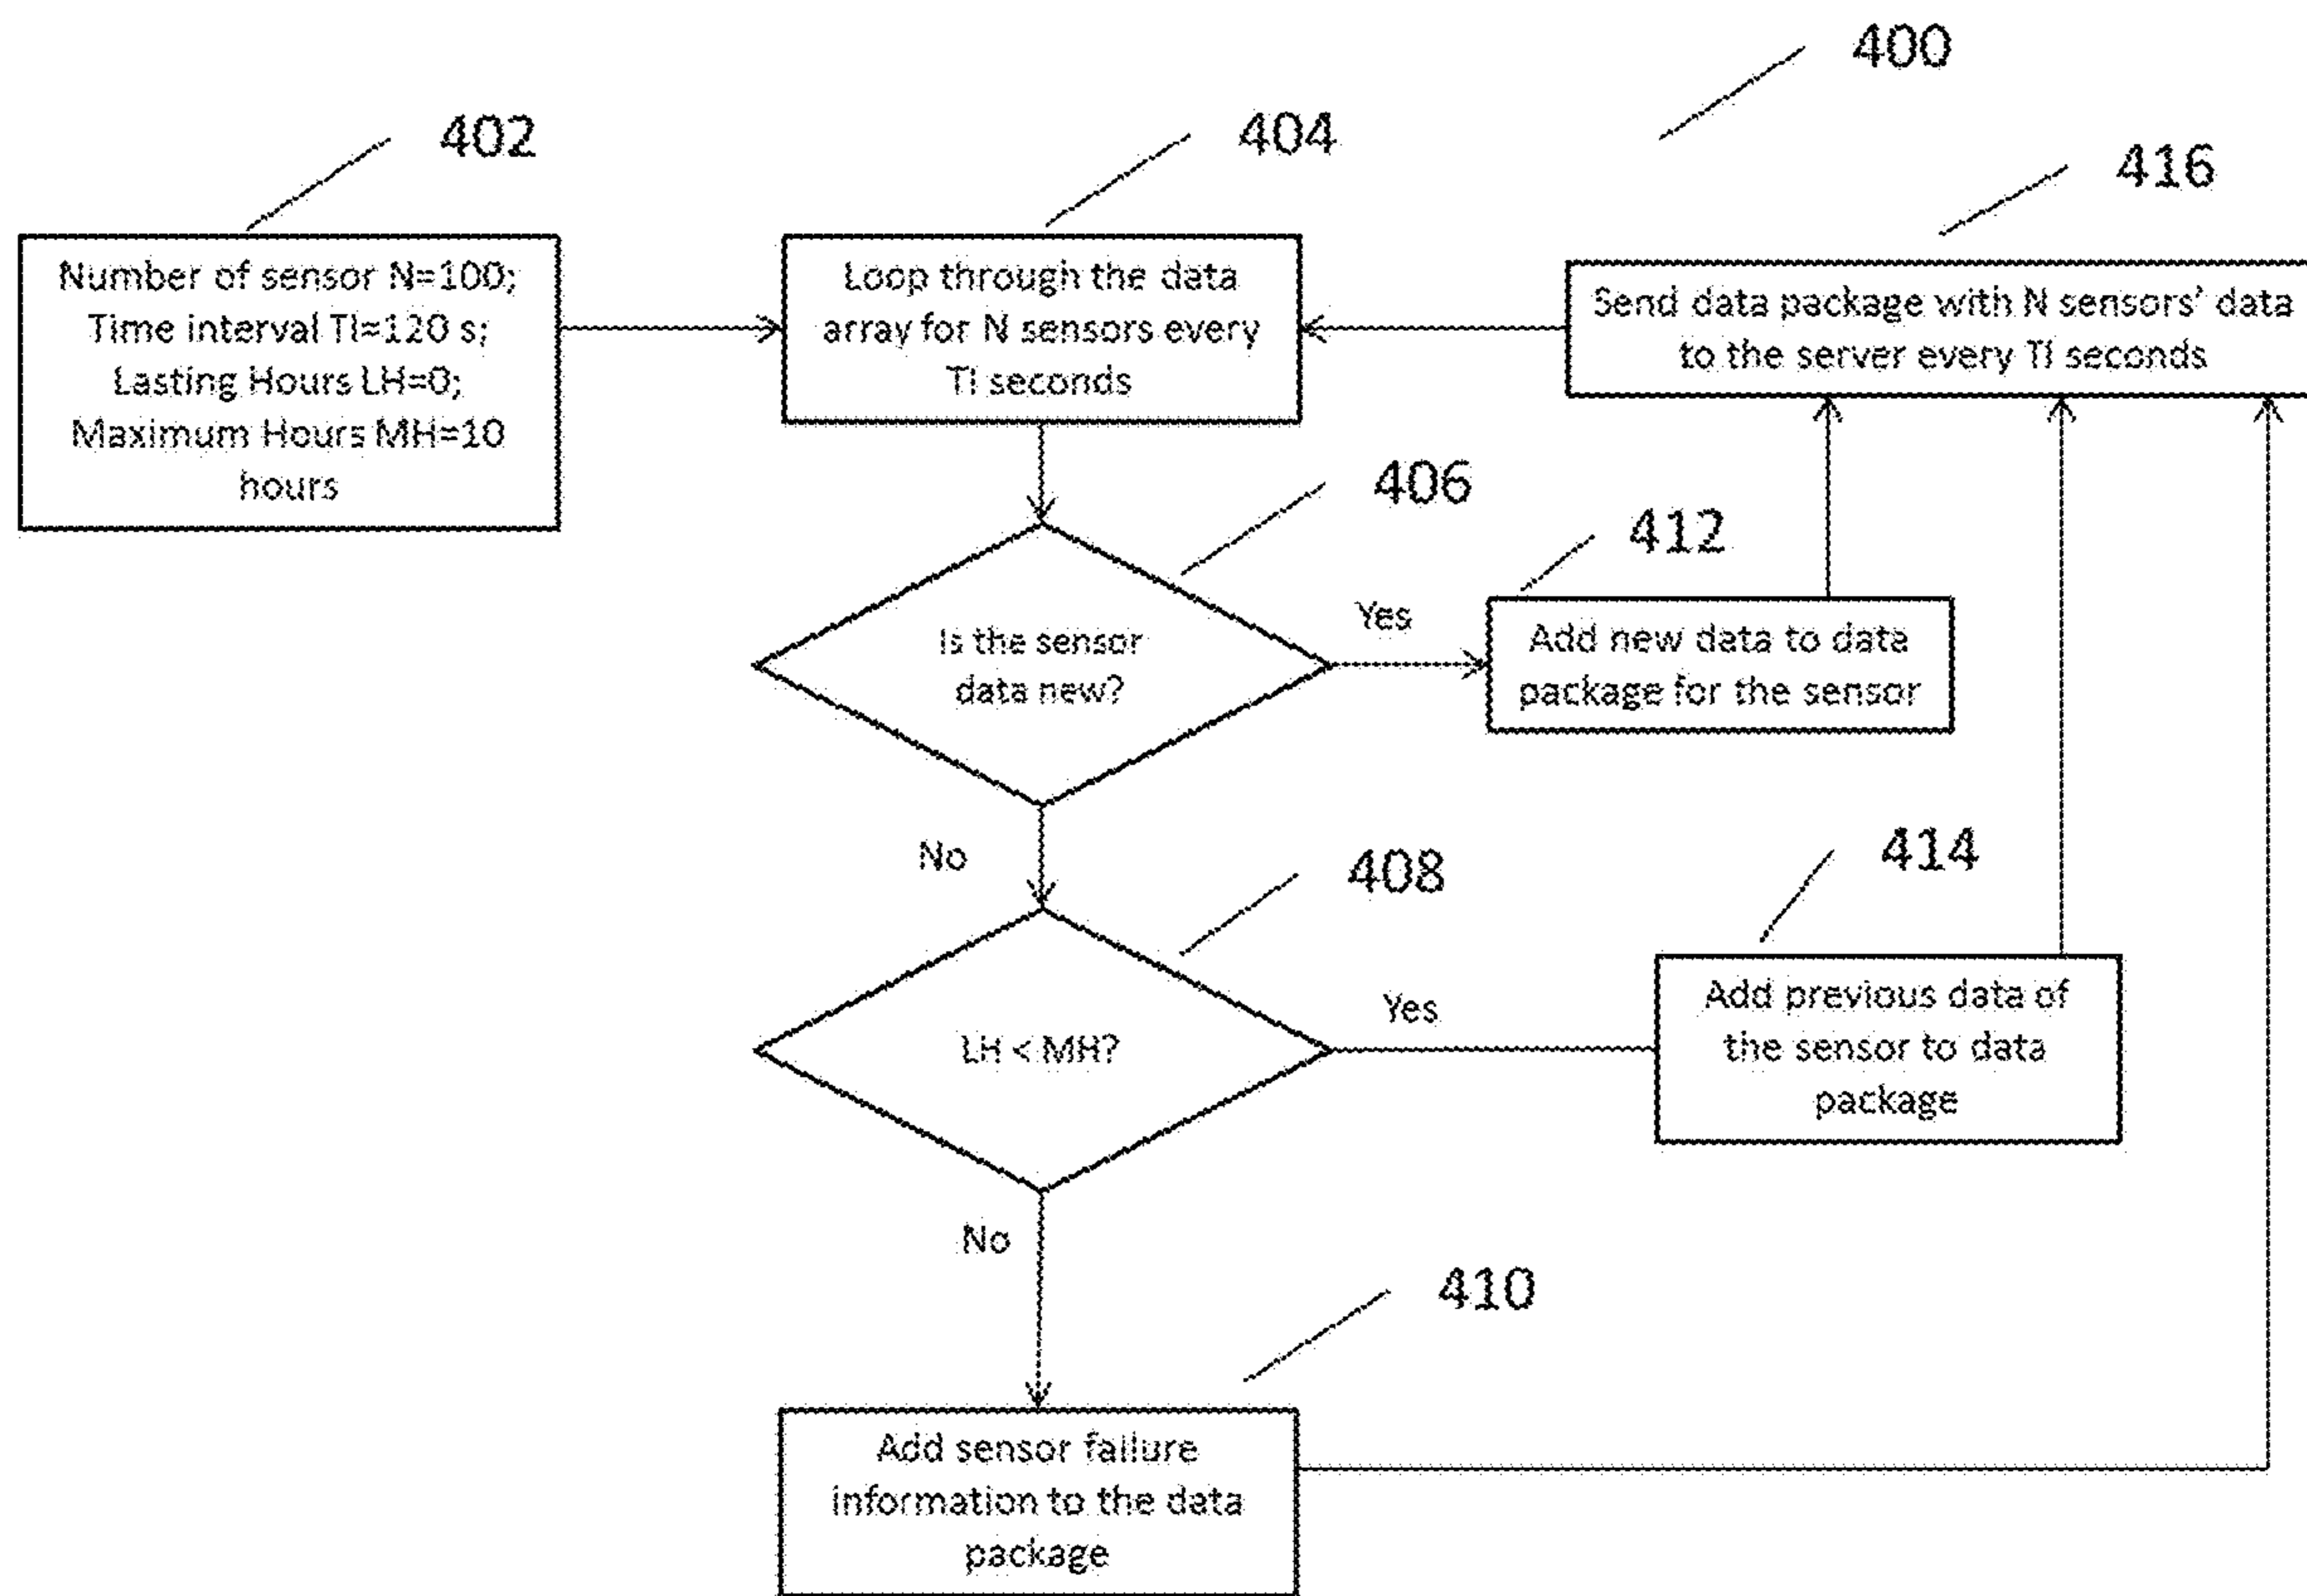 400
402
404
416
Number of sensor N=100;
Time interval TI=120 s;
Lasting Hours LH=0;
Maximum Hours MH=10
hours
Loop through the data
array for N sensors every
TI seconds
Send data package with N sensors' data
to the server every TI seconds
406
412
Is the sensor
data new?
Yes
Add new data to data
package for the sensor
No
408
414
LH < MH?
Yes
Add previous data of
the sensor to data
package
No
410
Add sensor failure
information to the data
package